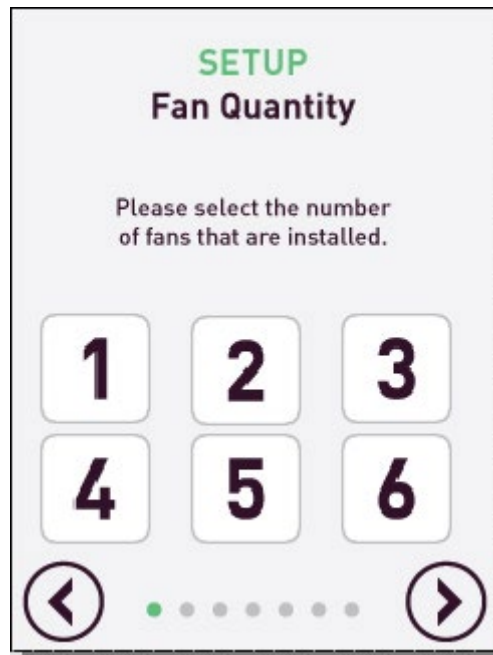 SETUP
Fan Quantity
Please select the number
of fans that are installed.
1 2 3
4 5 6